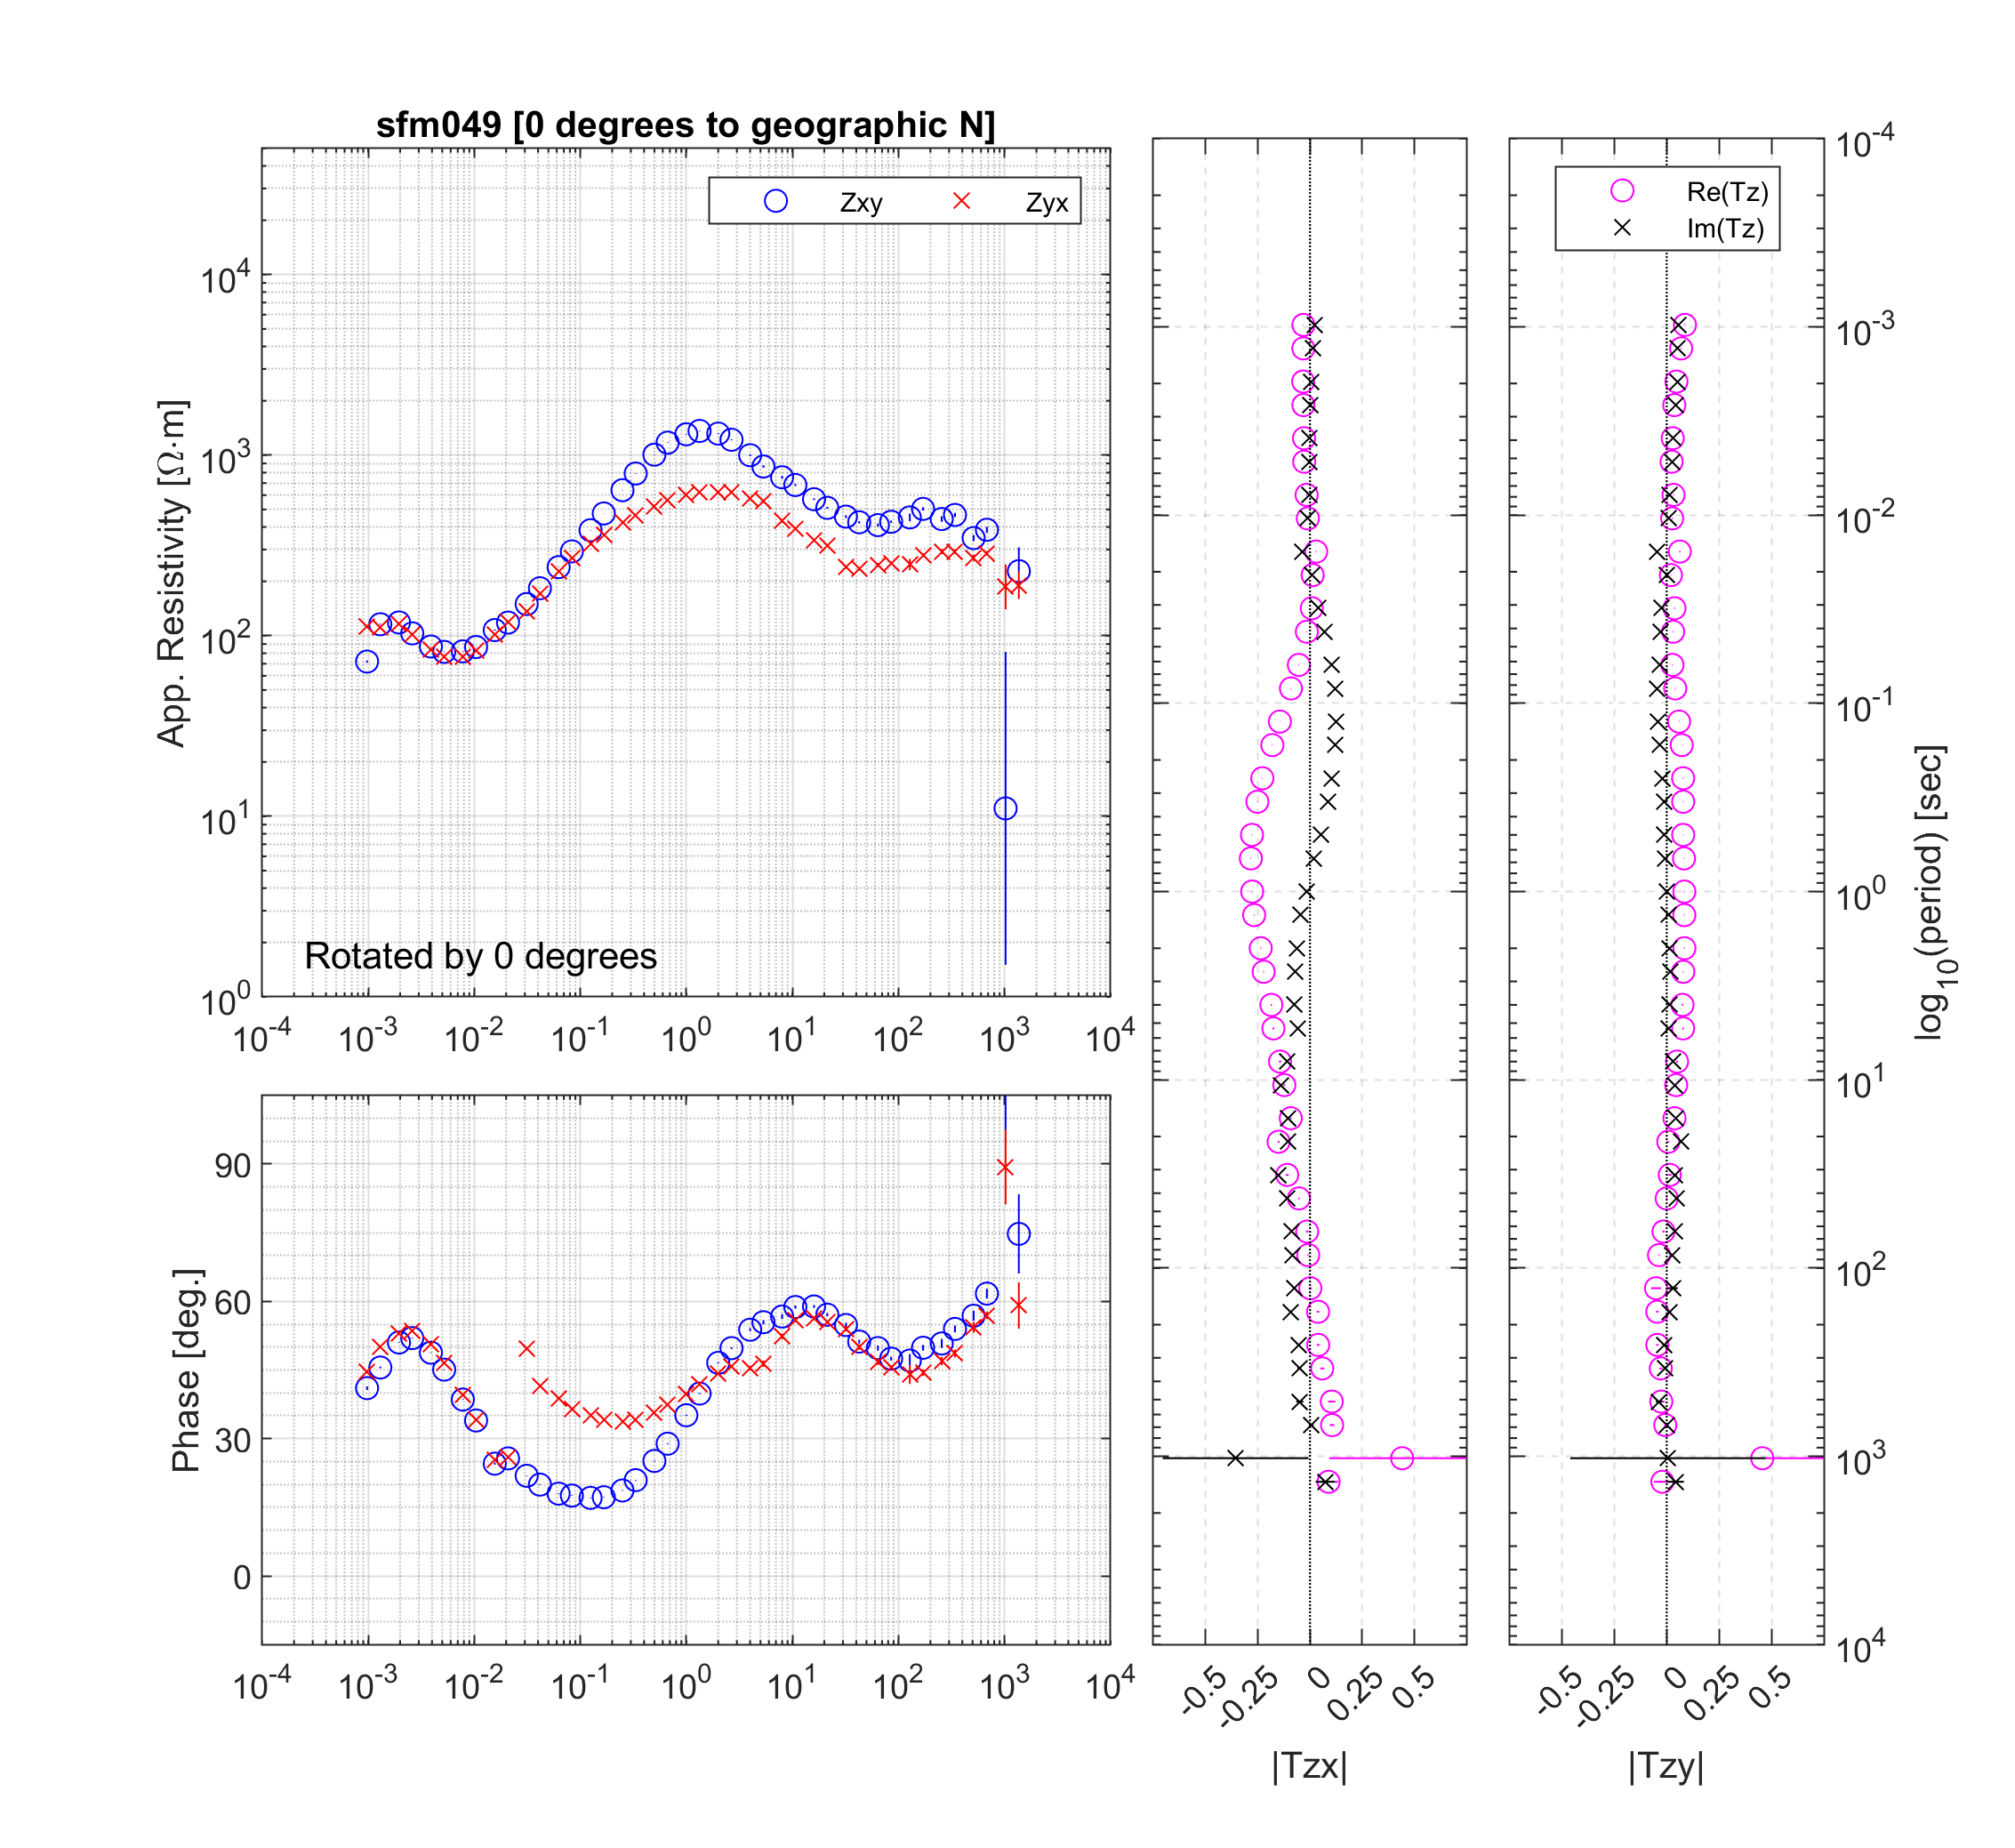 sfm049 [0 degrees to geographic N]
Zxy Zyx
App. Resistivity [Ω·m]
10^4
10^3
10^2
10^1
10^0
Rotated by 0 degrees
10^-4 10^-3 10^-2 10^-1 10^0 10^1 10^2 10^3 10^4
Phase [deg.]
90
60
30
0
10^-4 10^-3 10^-2 10^-1 10^0 10^1 10^2 10^3 10^4
-0.5 -0.25 0 0.25 0.5
|Tzx|
Re(Tz)
Im(Tz)
-0.5 -0.25 0 0.25 0.5
|Tzy|
10^-4
10^-3
10^-2
10^-1
10^0
10^1
10^2
10^3
10^4
log_10(period) [sec]